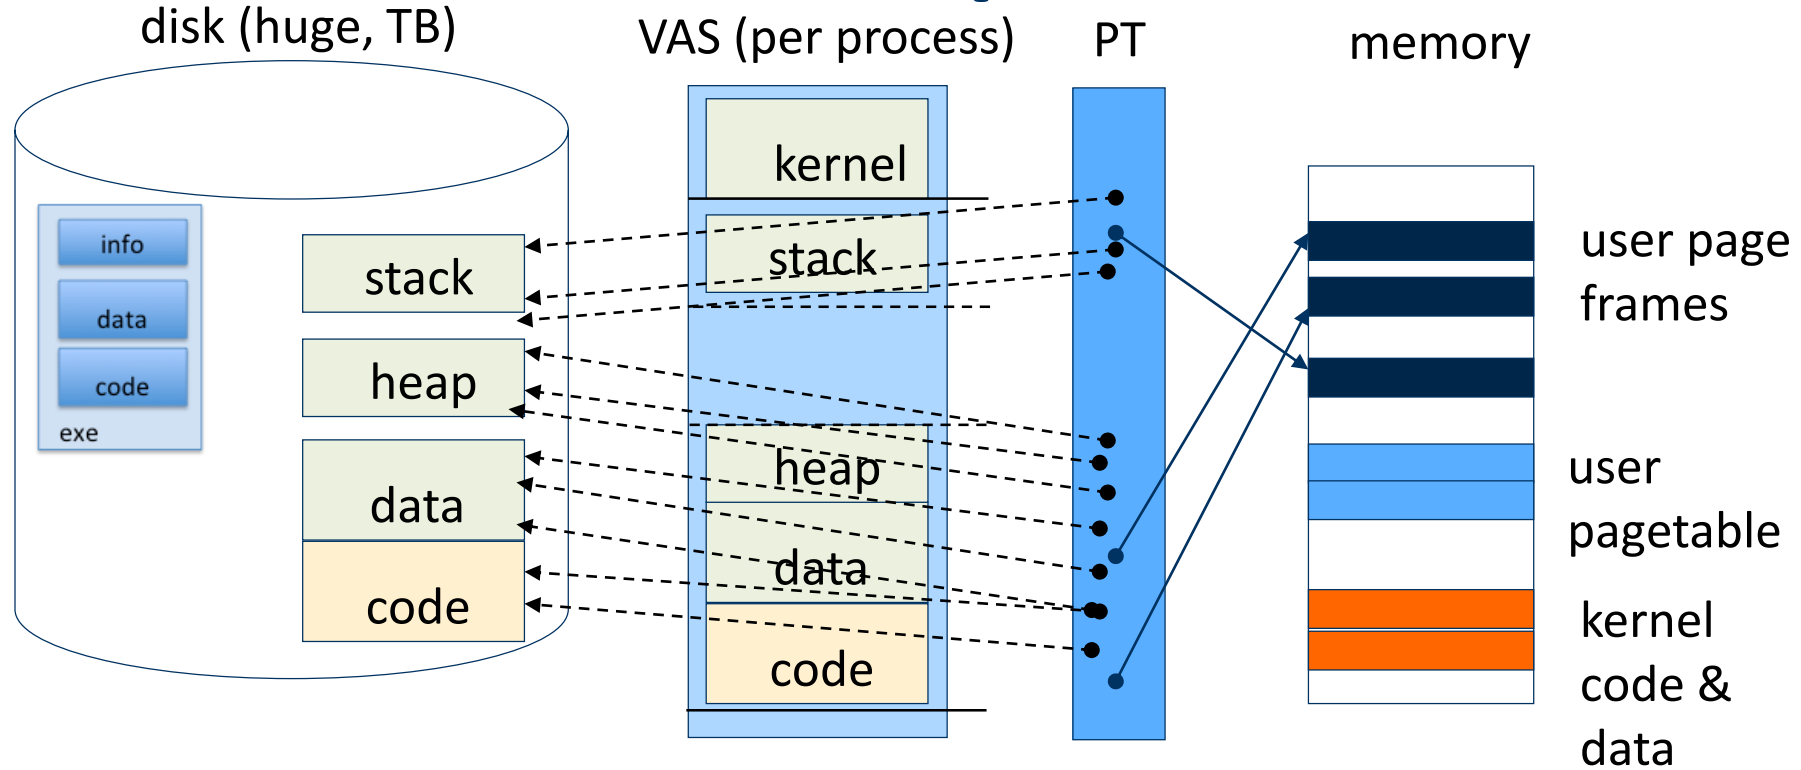 disk (huge, TB)
VAS (per process)
PT
memory
info
data
code
exe
stack
heap
data
code
kernel
stack
heap
data
code
user page
frames
user
pagetable
kernel
code &
data